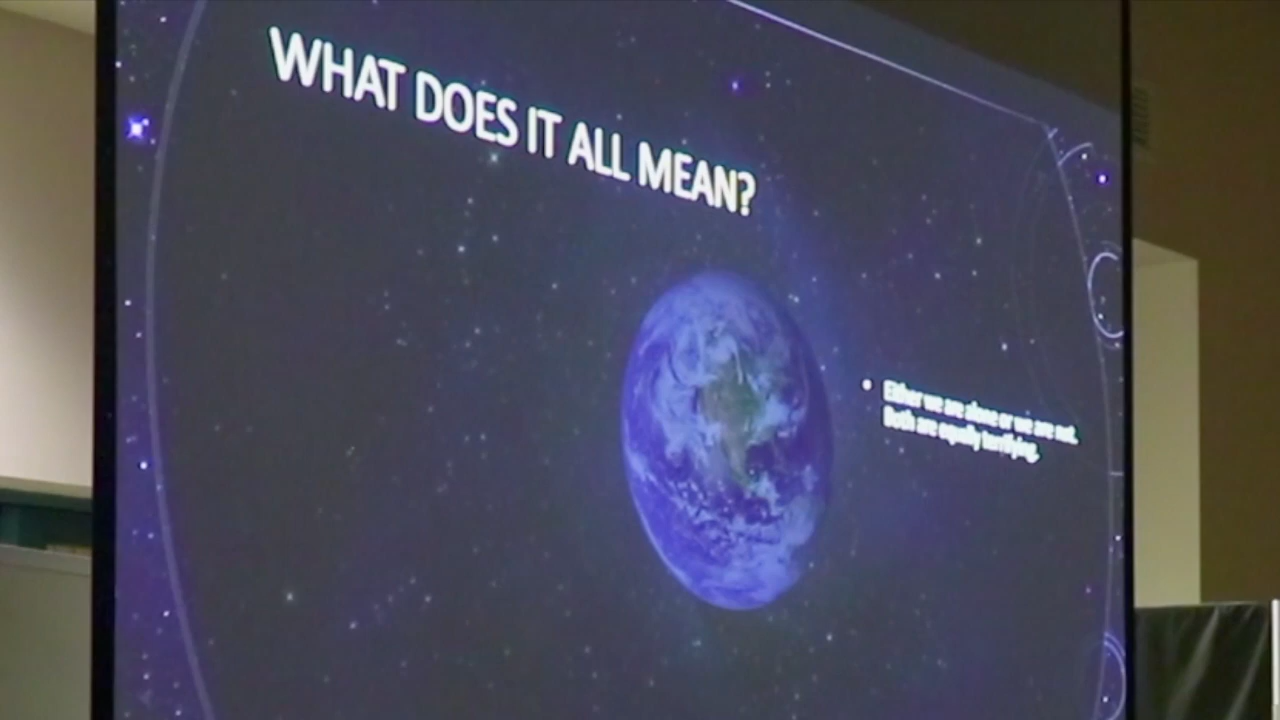 WHAT DOES IT ALL MEAN?
• Either we are alone or we are not.
Both are equally terrifying.